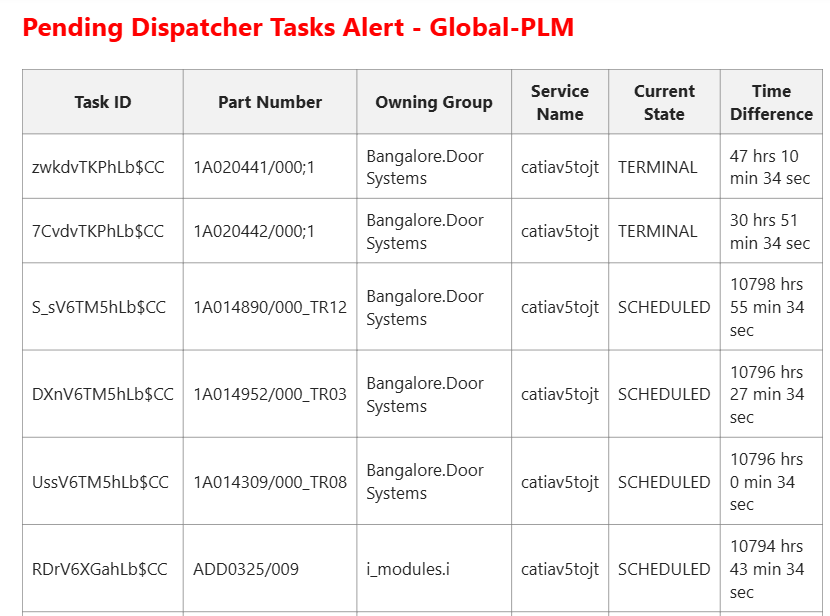 Pending Dispatcher Tasks Alert - Global-PLM
Task ID Part Number Owning Group Service Name Current State Time Difference
zwkdvTKPhLb$CC 1A020441/000;1 Bangalore.Door Systems catiav5tojt TERMINAL 47 hrs 10 min 34 sec
7CvdvTKPhLb$CC 1A020442/000;1 Bangalore.Door Systems catiav5tojt TERMINAL 30 hrs 51 min 34 sec
S_sV6TM5hLb$CC 1A014890/000_TR12 Bangalore.Door Systems catiav5tojt SCHEDULED 10798 hrs 55 min 34 sec
DXnV6TM5hLb$CC 1A014952/000_TR03 Bangalore.Door Systems catiav5tojt SCHEDULED 10796 hrs 27 min 34 sec
UssV6TM5hLb$CC 1A014309/000_TR08 Bangalore.Door Systems catiav5tojt SCHEDULED 10796 hrs 0 min 34 sec
RDrV6XGahLb$CC ADD0325/009 i_modules.i catiav5tojt SCHEDULED 10794 hrs 43 min 34 sec